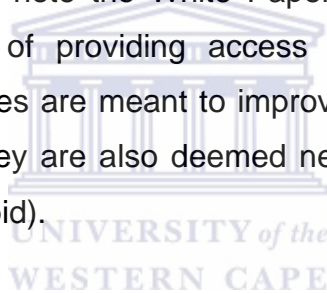 note the White Paper
of providing access
es are meant to improv
ey are also deemed ne
oid).
UNIVERSITY of the
WESTERN CAPE